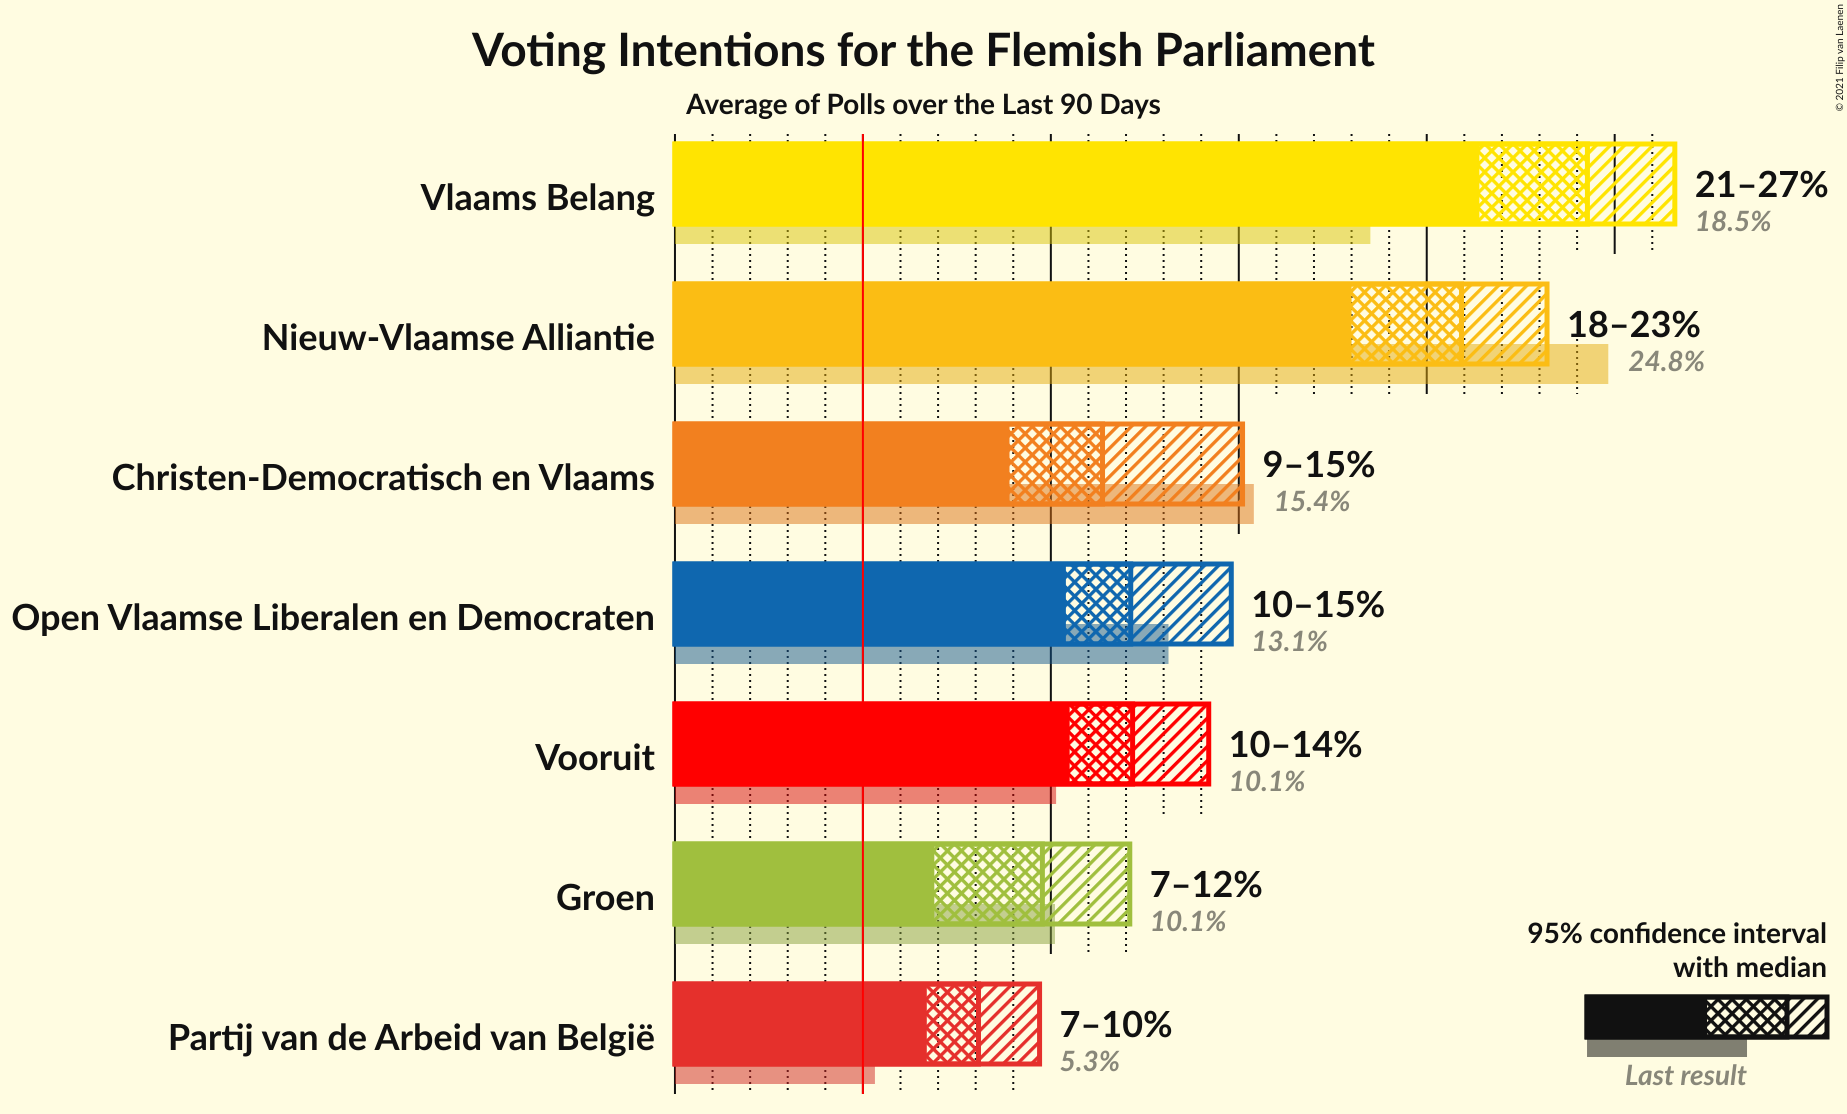 © 2021 Filip van Laenen
Voting Intentions for the Flemish Parliament
Average of Polls over the Last 90 Days
Vlaams Belang
21–27%
18.5%
Nieuw-Vlaamse Alliantie
18–23%
24.8%
Christen-Democratisch en Vlaams
9–15%
15.4%
Open Vlaamse Liberalen en Democraten
10–15%
13.1%
Vooruit
10–14%
10.1%
Groen
7–12%
10.1%
Partij van de Arbeid van België
7–10%
5.3%
95% confidence interval
with median
Last result